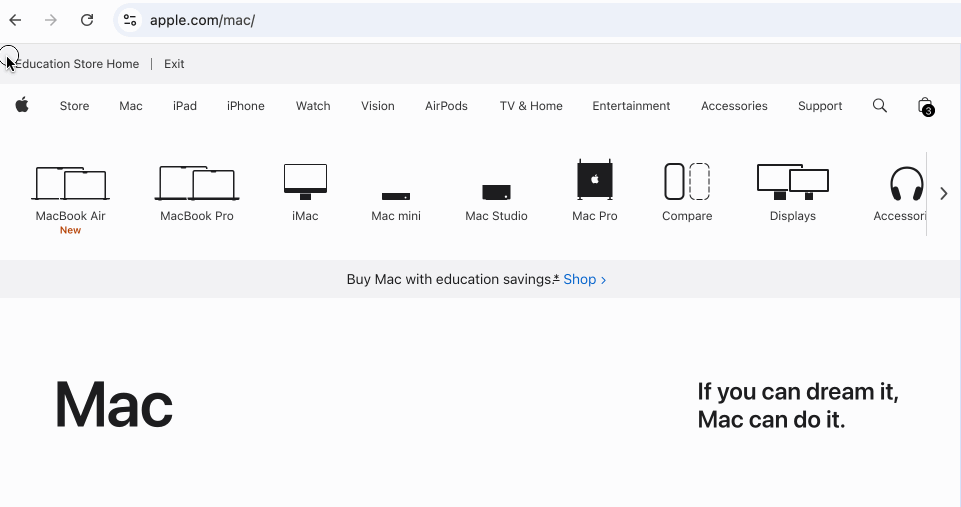 apple.com/mac/
Education Store Home | Exit
Store Mac iPad iPhone Watch Vision AirPods TV & Home Entertainment Accessories Support 3
MacBook Air MacBook Pro iMac Mac mini Mac Studio Mac Pro Compare Displays Accessori
New
Buy Mac with education savings.* Shop >
Mac
If you can dream it,
Mac can do it.